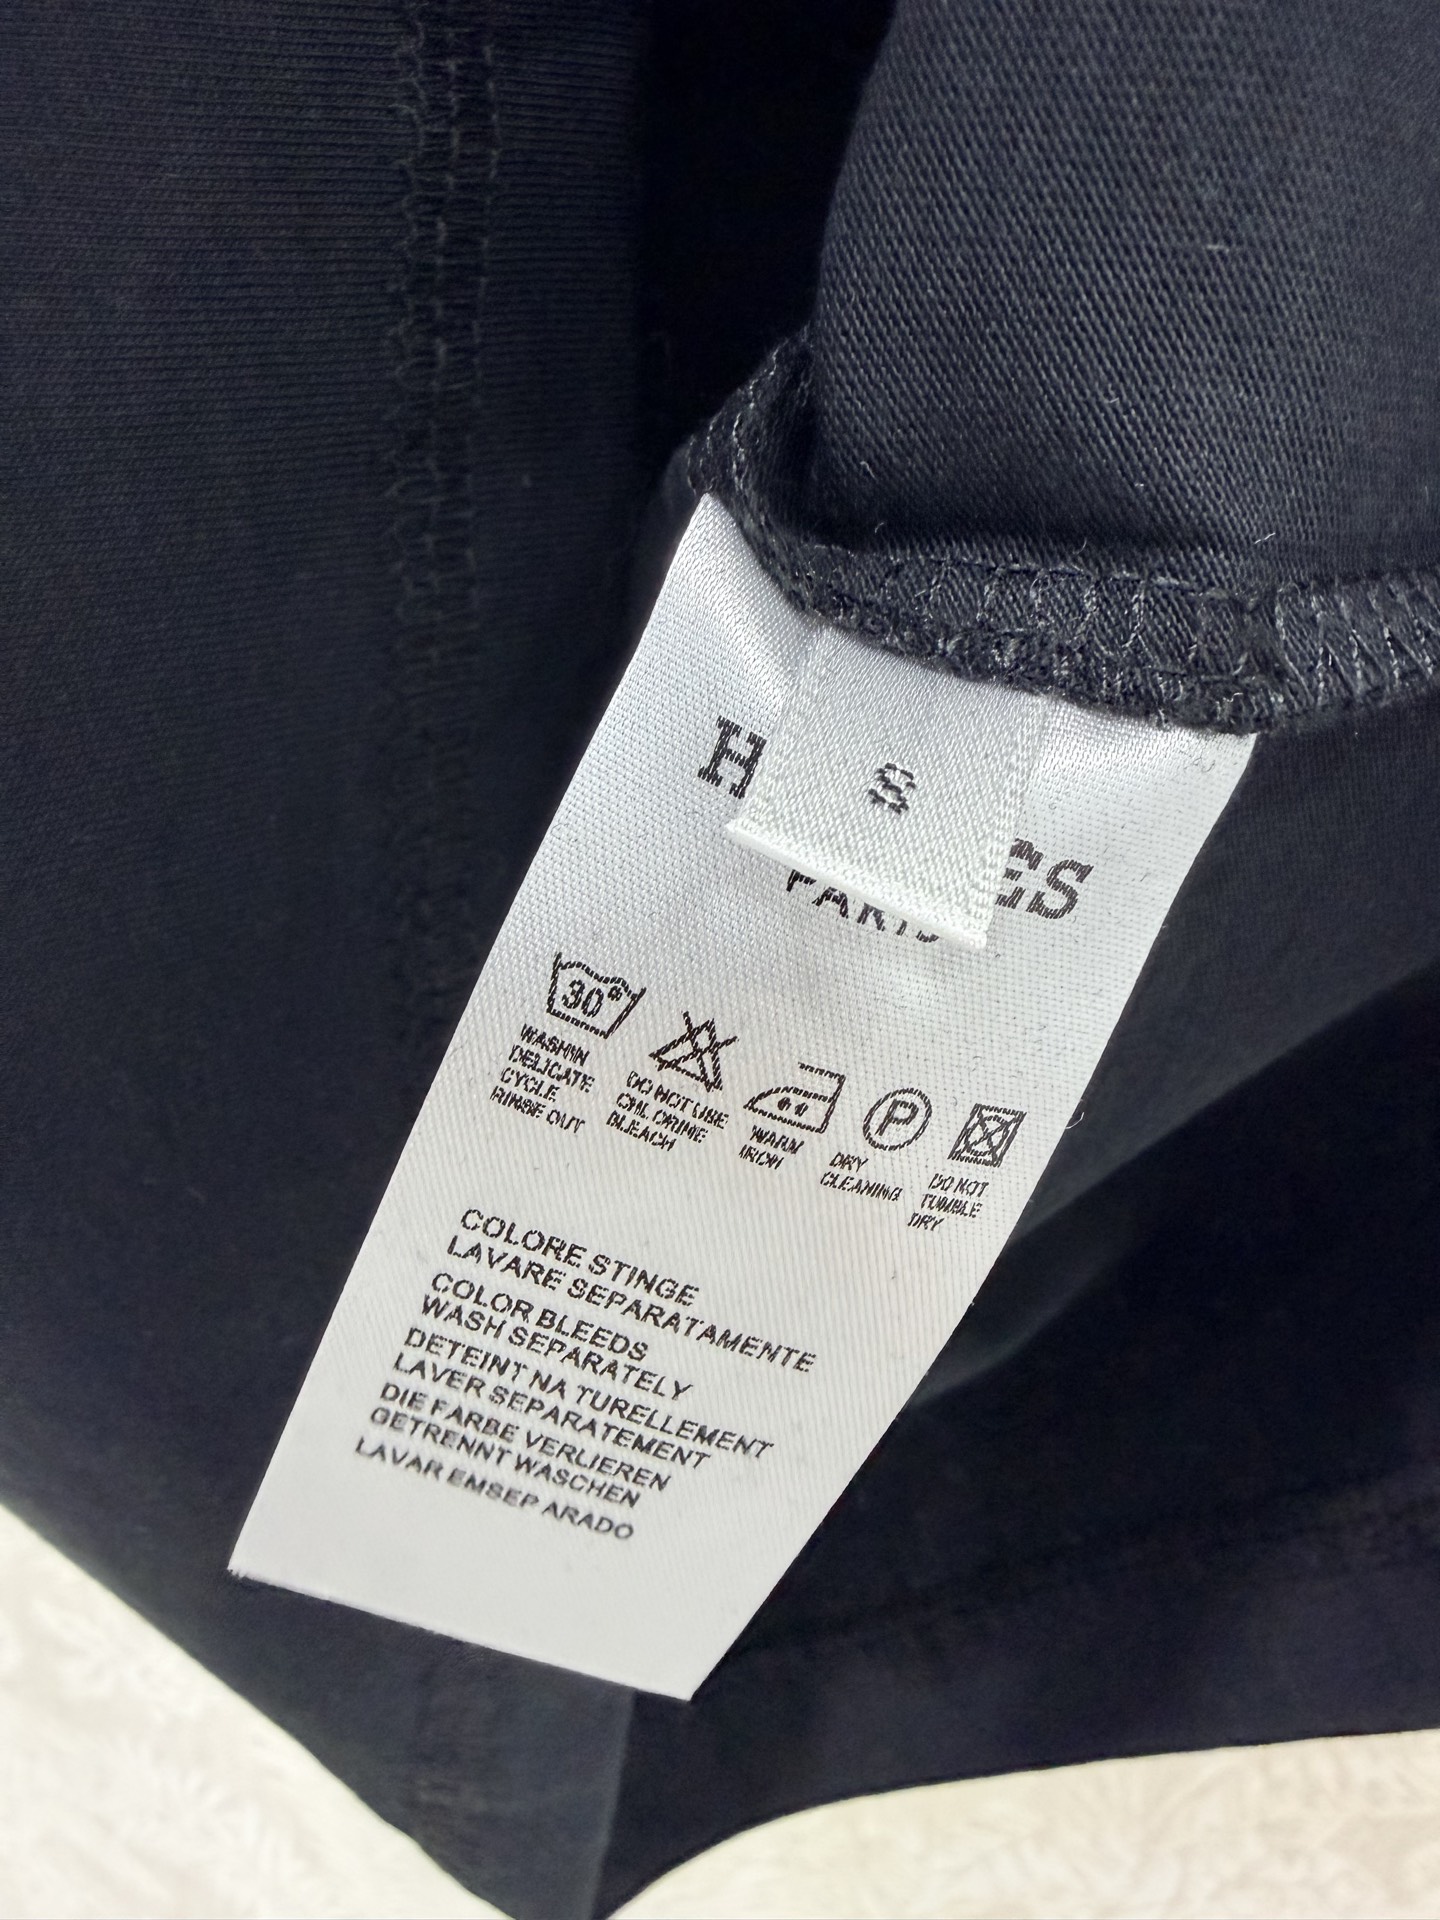 S
PARIS
30°
WASH IN
DELICATE
CYCLE
RINSE OUT
DO NOT USE
CHLORINE
BLEACH
WARM
IRON
P
DRY
CLEANING
DO NOT
TUMBLE
DRY
COLORE STINGE
LAVARE SEPARATAMENTE
COLOR BLEEDS
WASH SEPARATELY
DETEINT NA TURELLEMENT
LAVER SEPARATEMENT
DIE FARBE VERLIEREN
GETRENNT WASCHEN
LAVAR EMSEP ARADO